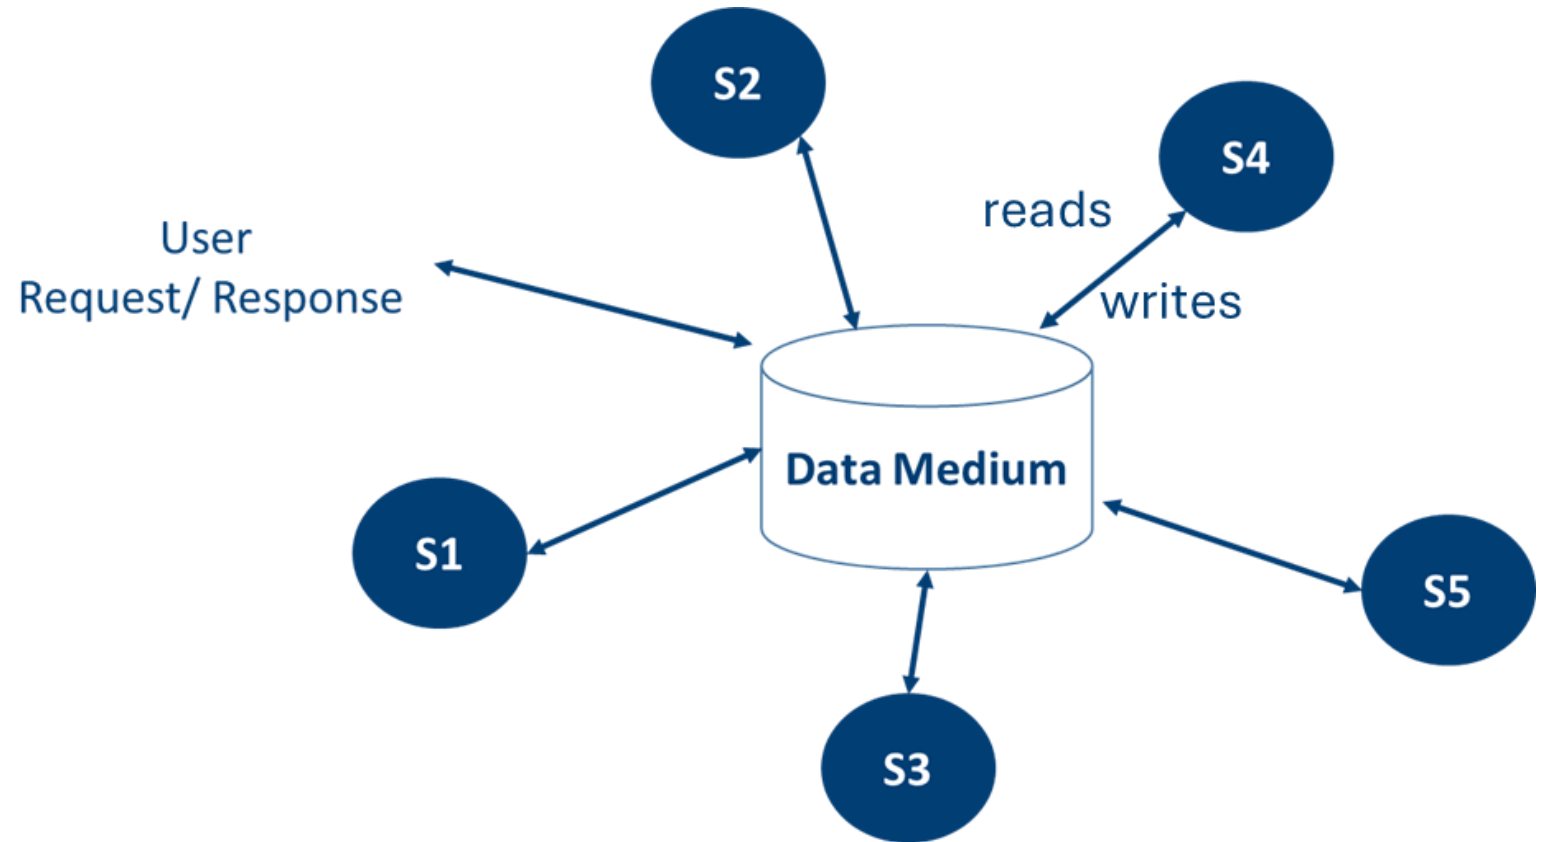 S2
S4
reads
User
Request/ Response
writes
Data Medium
S1
S5
S3